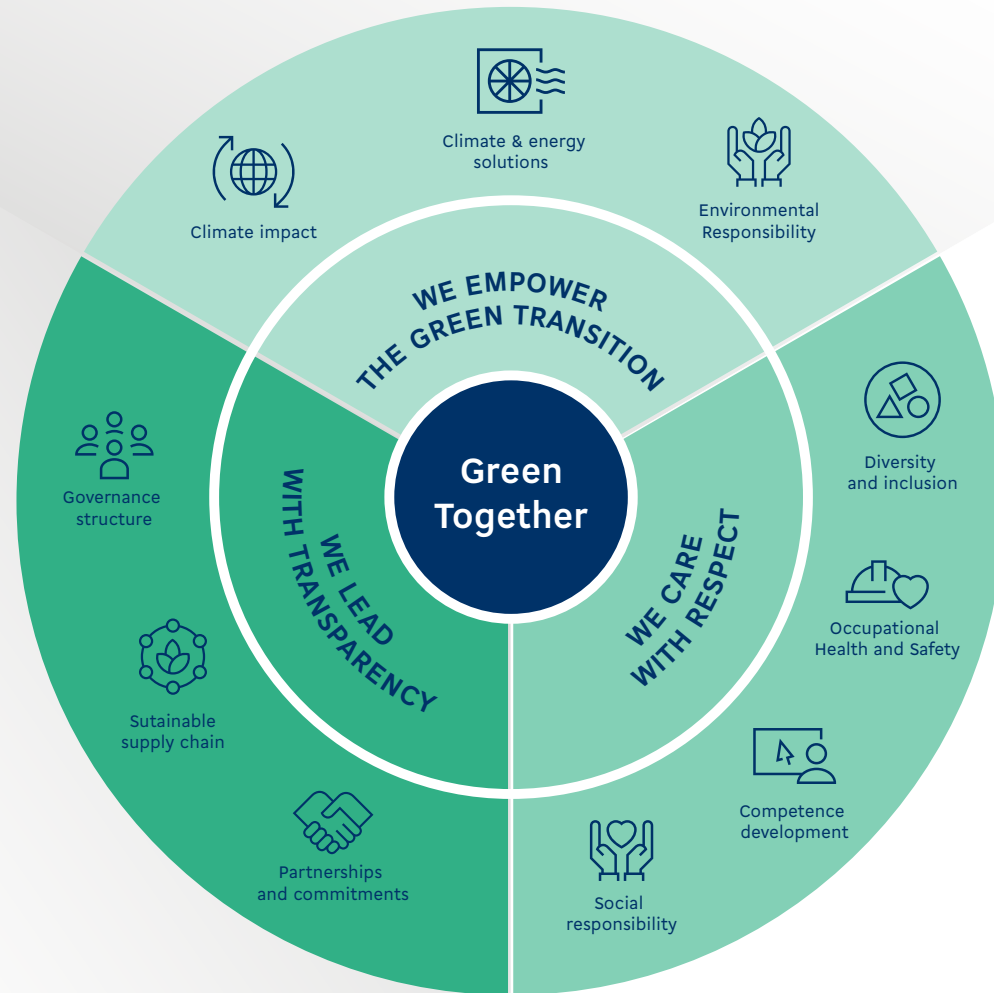 Climate & energy
solutions
Climate impact
Environmental
Responsibility
WE EMPOWER
THE GREEN TRANSITION
Green
Together
Diversity
and inclusion
Occupational
Health and Safety
Competence
development
Social
responsibility
WE CARE
WITH RESPECT
WE LEAD
WITH TRANSPARENCY
Governance
structure
Sutainable
supply chain
Partnerships
and commitments